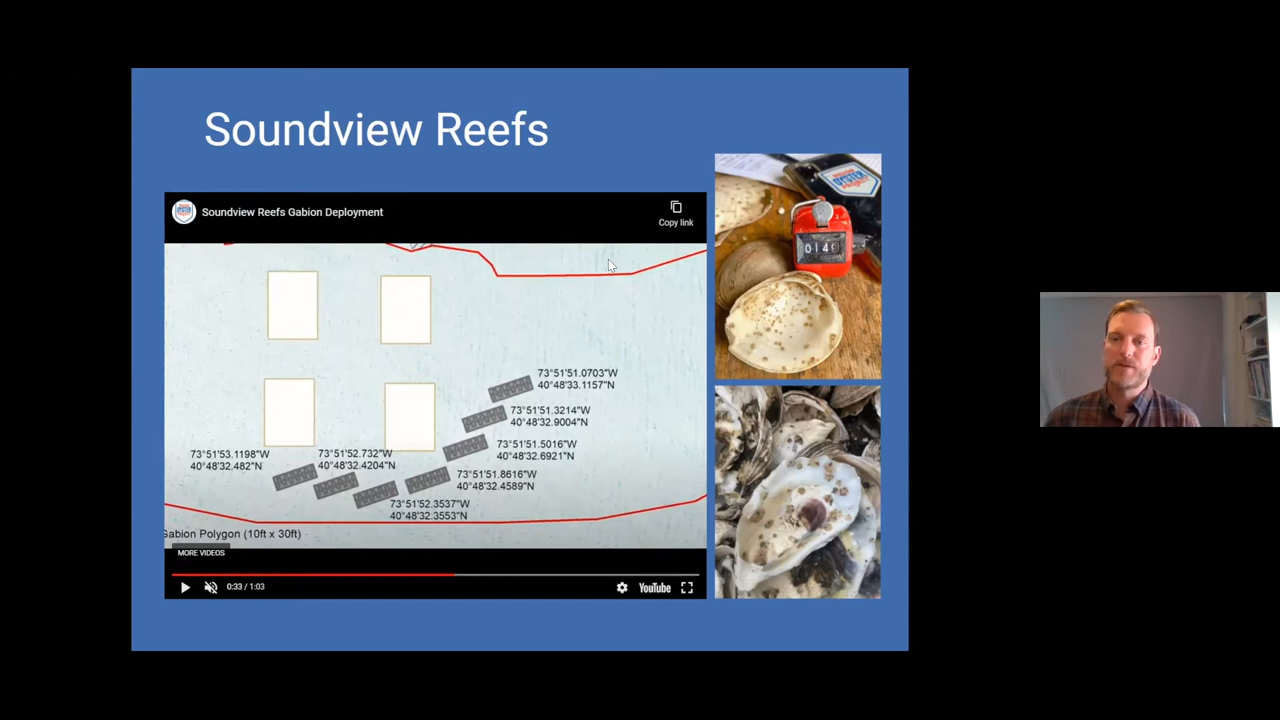 Soundview Reefs
Soundview Reefs Gabion Deployment
Copy link
73°51'51.0703"W
40°48'33.1157"N
73°51'51.3214"W
40°48'32.9004"N
73°51'51.5016"W
40°48'32.6921"N
73°51'53.1198"W
40°48'32.482"N
73°51'52.732"W
40°48'32.4204"N
73°51'51.8616"W
40°48'32.4589"N
73°51'52.3537"W
40°48'32.3553"N
Gabion Polygon (10ft x 30ft)
MORE VIDEOS
0:33 / 1:03
YouTube
OYSTER